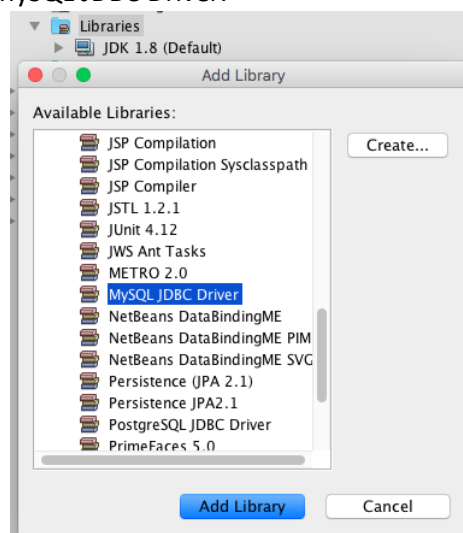 MySQL JDBC Driver.
Libraries
JDK 1.8 (Default)
Add Library
Available Libraries:
Create...
JSP Compilation
JSP Compilation Sysclasspath
JSP Compiler
JSTL 1.2.1
JUnit 4.12
JWS Ant Tasks
METRO 2.0
MySQL JDBC Driver
NetBeans DataBindingME
NetBeans DataBindingME PIM
NetBeans DataBindingME SVG
Persistence (JPA 2.1)
Persistence JPA2.1
PostgreSQL JDBC Driver
PrimeFaces 5.0
Add Library
Cancel